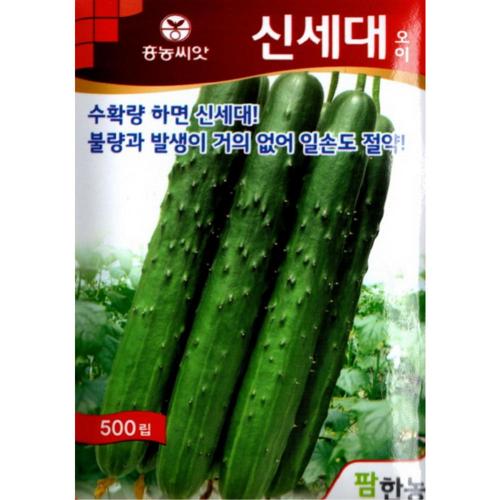 흥농씨앗
신세대 오이
수확량 하면 신세대!
불량과 발생이 거의 없어 일손도 절약!
500립
팜한농